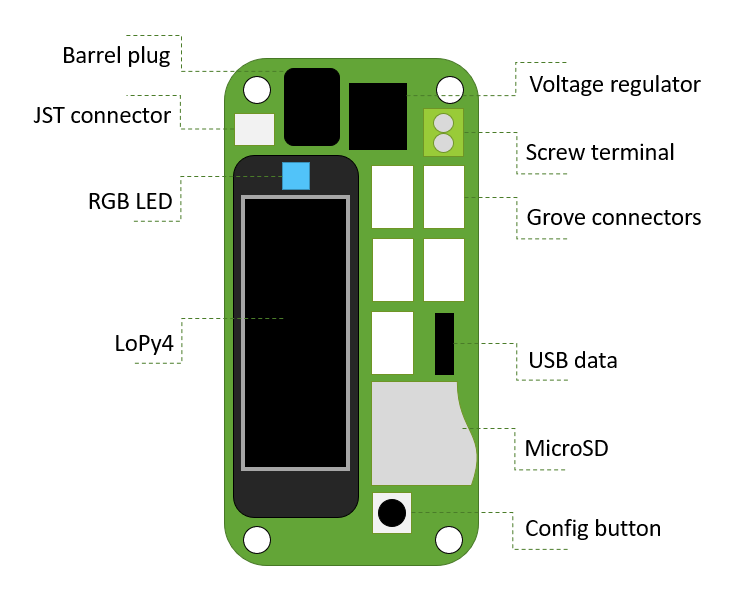 Barrel plug
JST connector
RGB LED
LoPy4
Voltage regulator
Screw terminal
Grove connectors
USB data
MicroSD
Config button